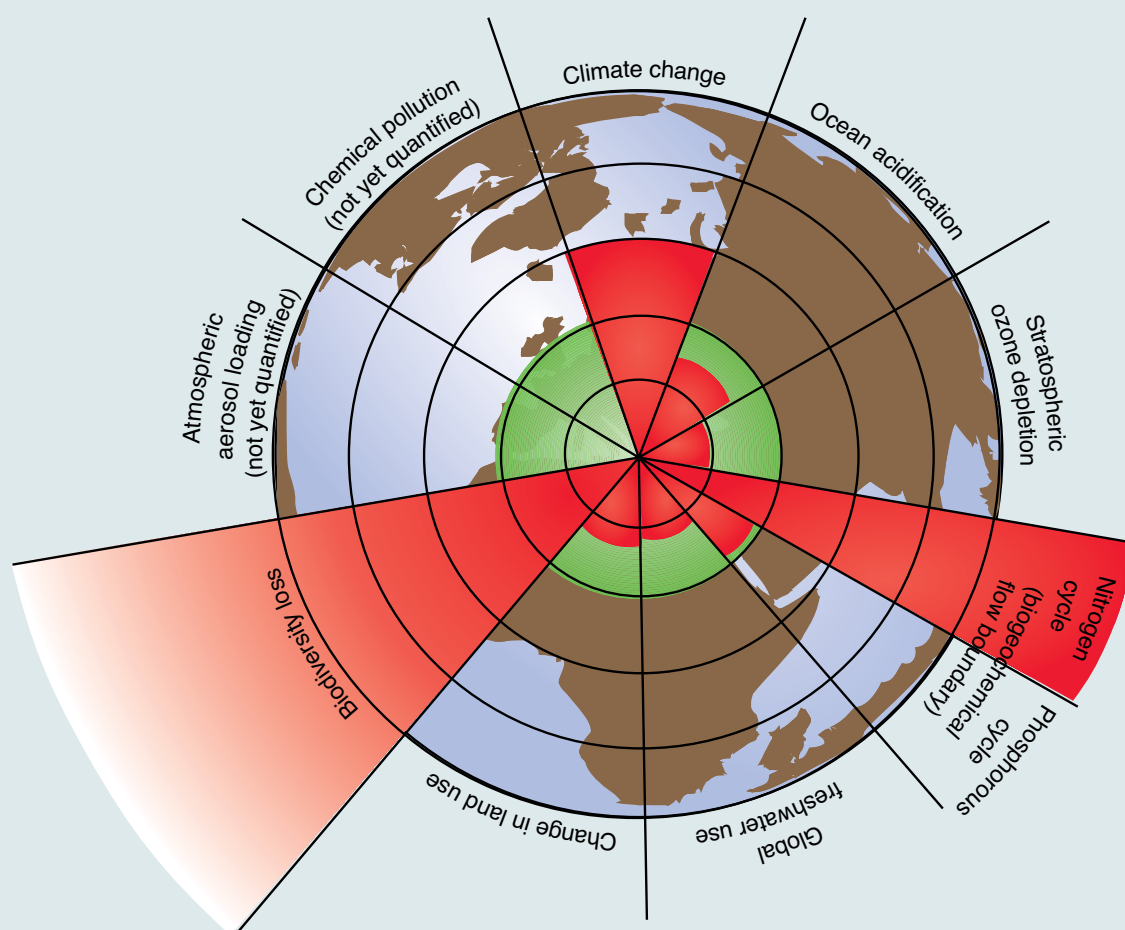 Climate change
Ocean acidification
Stratospheric
ozone depletion
Nitrogen
cycle
(biogeochemical
flow boundary)
Phosphorous
cycle
Global
freshwater use
Change in land use
Biodiversity loss
Atmospheric
aerosol loading
(not yet quantified)
Chemical pollution
(not yet quantified)